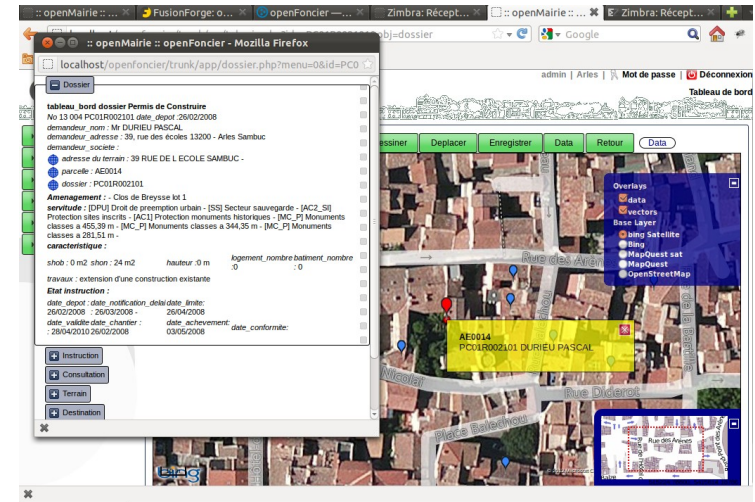 :: openMairie :: ...
FusionForge: o...
openFoncier —...
Zimbra: Récept...
:: openMairie :: ...
Zimbra: Récept...
obj=dossier
Google
:: openMairie :: openFoncier - Mozilla Firefox
localhost/openfoncier/trunk/app/dossier.php?menu=0&id=PC0
admin | Arles | Mot de passe | Déconnexion
Tableau de bord
Dossier
tableau_bord dossier Permis de Construire
No 13 004 PC01R002101 date_depot :26/02/2008
demandeur_nom : Mr DURIEU PASCAL
demandeur_adresse : 39, rue des écoles 13200 - Arles Sambuc
demandeur_societe :
adresse du terrain : 39 RUE DE L ECOLE SAMBUC -
parcelle : AE0014
dossier : PC01R002101
Amenagement : - Clos de Breysse lot 1
servitude : [DPU] Droit de preemption urbain - [SS] Secteur sauvegarde - [AC2_SI]
Protection sites inscrits - [AC1] Protection monuments historiques - [MC_P] Monuments
classes a 455,39 m - [MC_P] Monuments classes a 344,35 m - [MC_P] Monuments
classes a 281,51 m -
caracteristique :
shob : 0 m2 shon : 24 m2 hauteur :0 m logement_nombre :0 batiment_nombre : 0
travaux : extension d'une construction existante
Etat instruction :
date_depot : 26/02/2008 date_notification_delai : 26/03/2008 - date_limite: 26/04/2008
date_validite : 28/04/2010 date_chantier : 26/02/2008 date_achevement: 03/05/2008 date_conformite:
Instruction
Consultation
Terrain
Destination
essiner
Deplacer
Enregistrer
Data
Retour
Data
Overlays
data
vectors
Base Layer
bing Satellite
Bing
MapQuest sat
MapQuest
OpenStreetMap
Rue des Arèn
AE0014
PC01R002101 DURIEU PASCAL
Nicolaï
Rue Diderot
Place Balechou
bing
Rue des Arènes